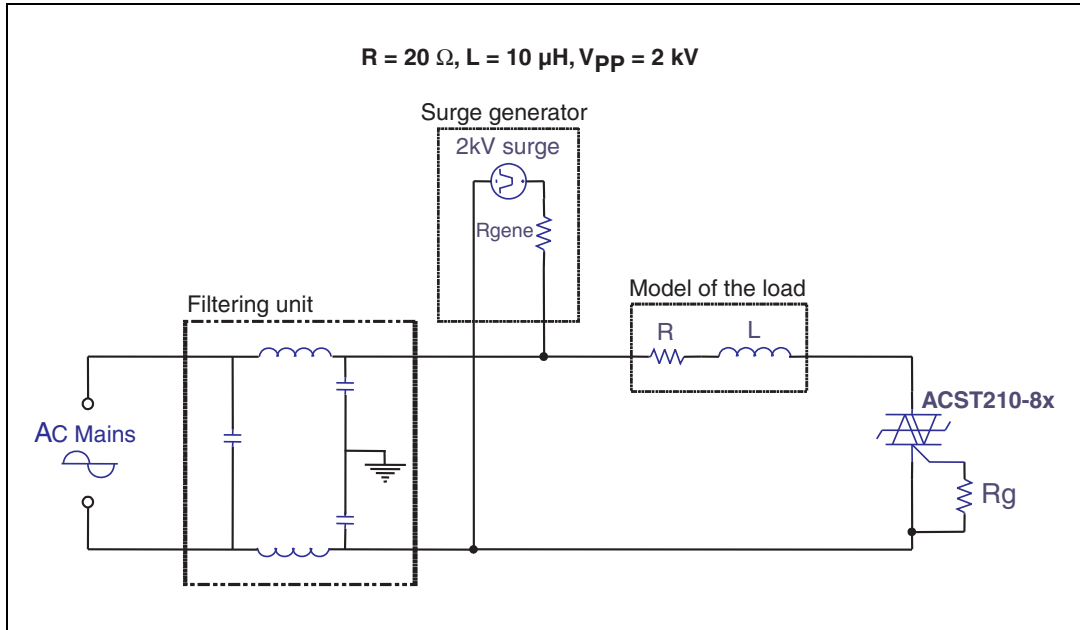 R = 20 Ω, L = 10 µH, VPP = 2 kV
Surge generator
2kV surge
Rgene
Filtering unit
Model of the load
R L
AC Mains
ACST210-8x
Rg